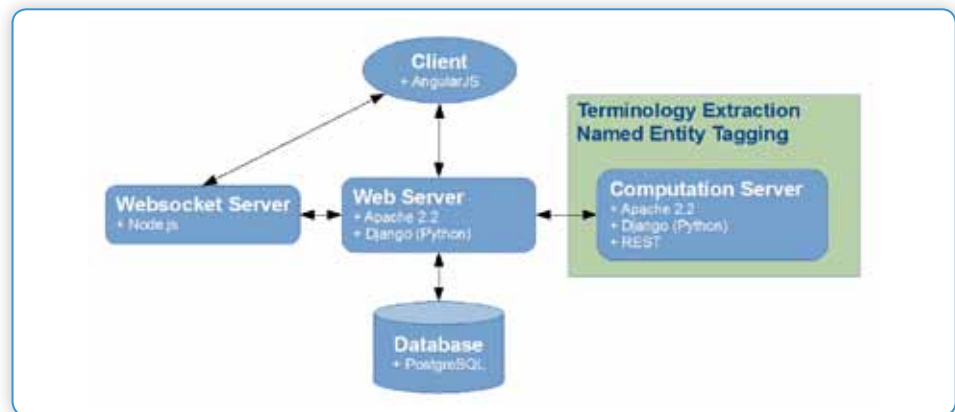 Client
+ AngularJS
Terminology Extraction
Named Entity Tagging
Websocket Server
+ Node.js
Web Server
+ Apache 2.2
+ Django (Python)
Computation Server
+ Apache 2.2
+ Django (Python)
+ REST
Database
+ PostgreSQL